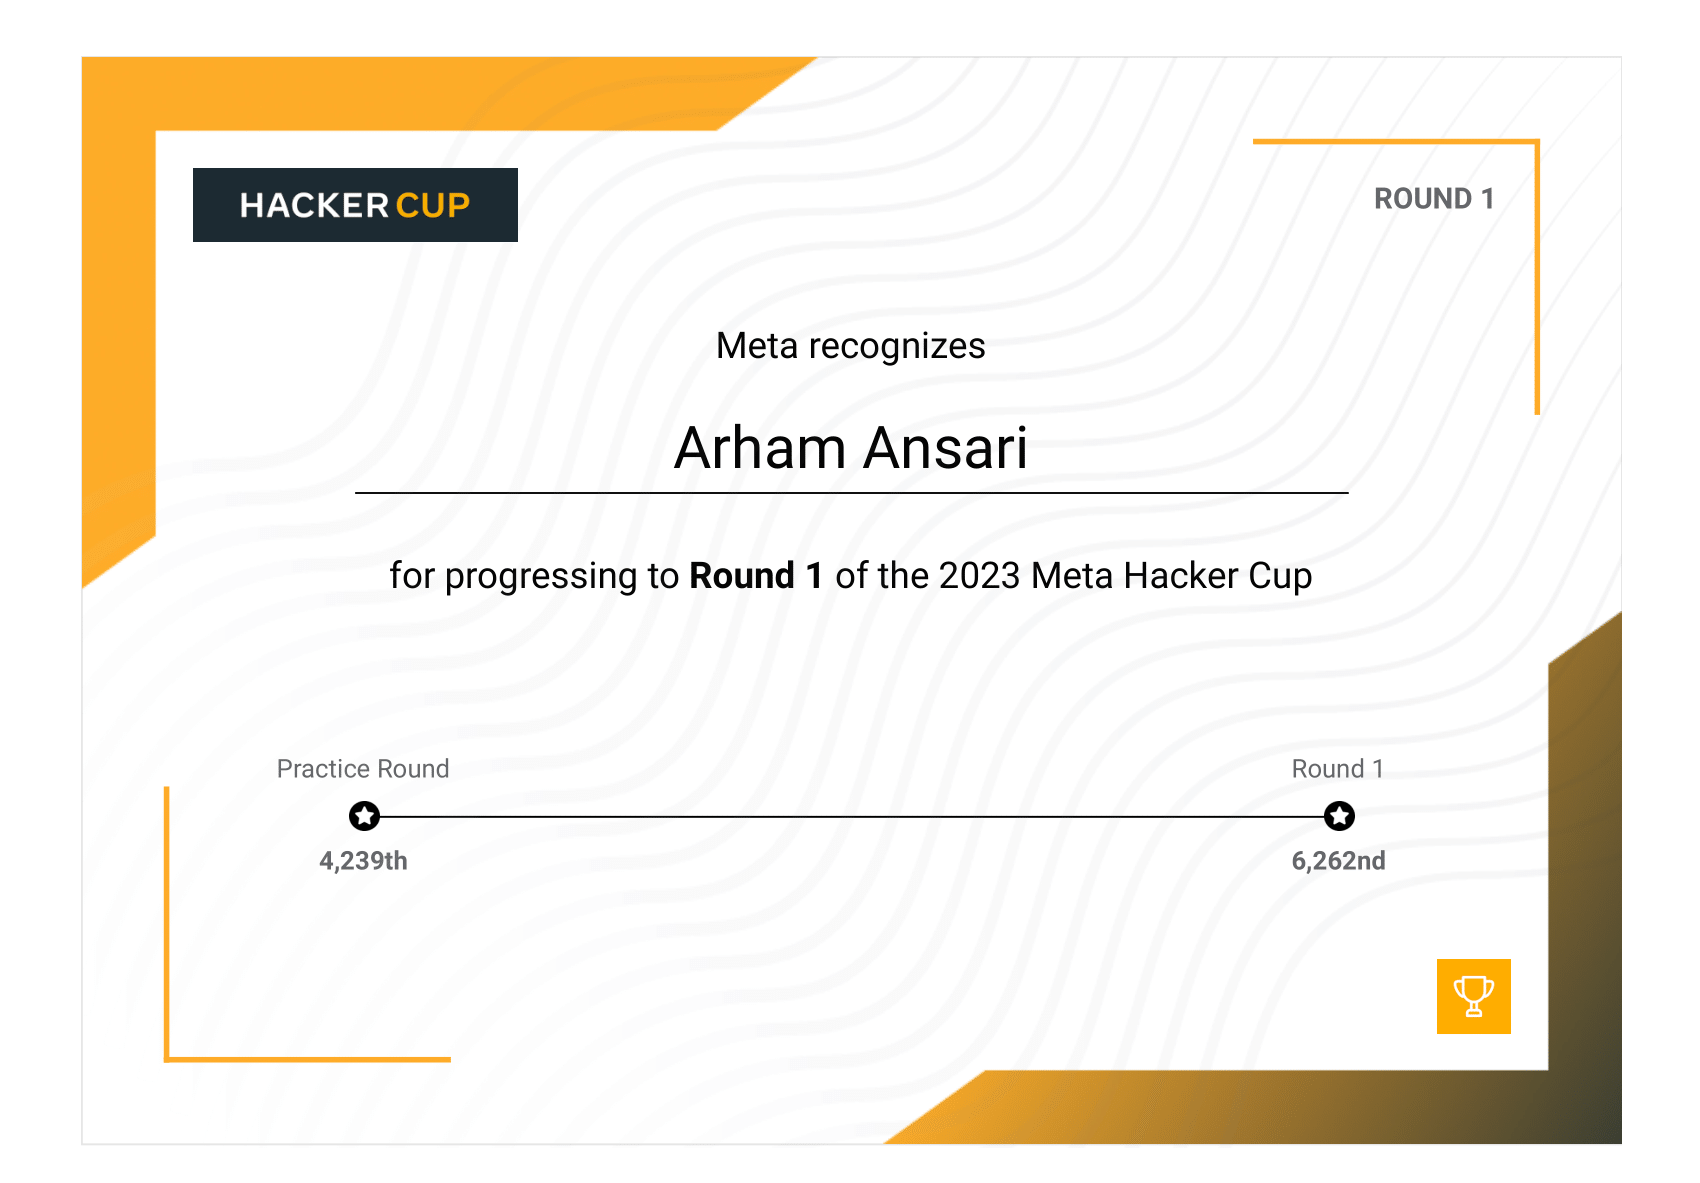 HACKER CUP
ROUND 1
Meta recognizes
Arham Ansari
for progressing to Round 1 of the 2023 Meta Hacker Cup
Practice Round
Round 1
4,239th
6,262nd